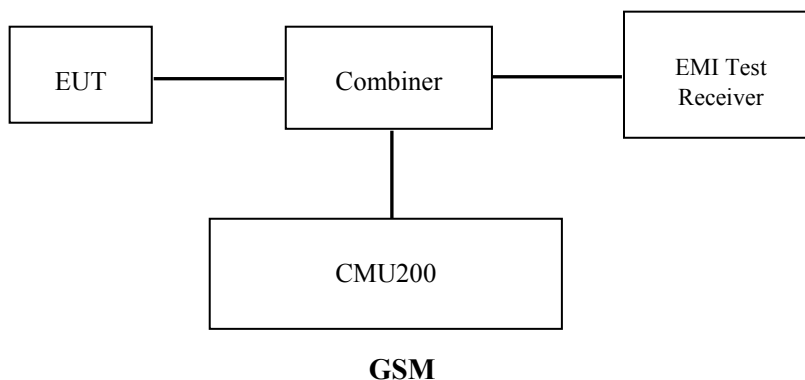 EUT
Combiner
EMI Test
Receiver
CMU200
GSM